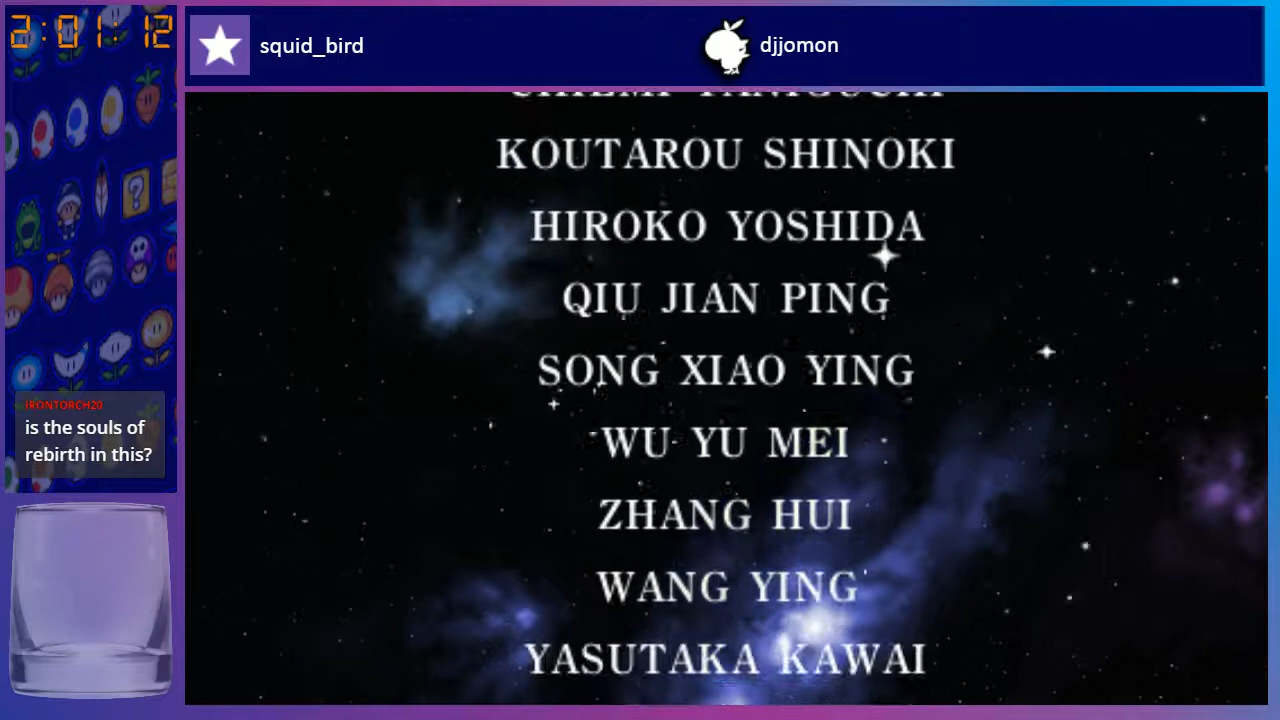 2:01:12
squid_bird
djjomon
KOUTAROU SHINOKI
HIROKO YOSHIDA
QIU JIAN PING
SONG XIAO YING
WU YU MEI
ZHANG HUI
WANG YING
YASUTAKA KAWAI
IRONTORCH20
is the souls of
rebirth in this?